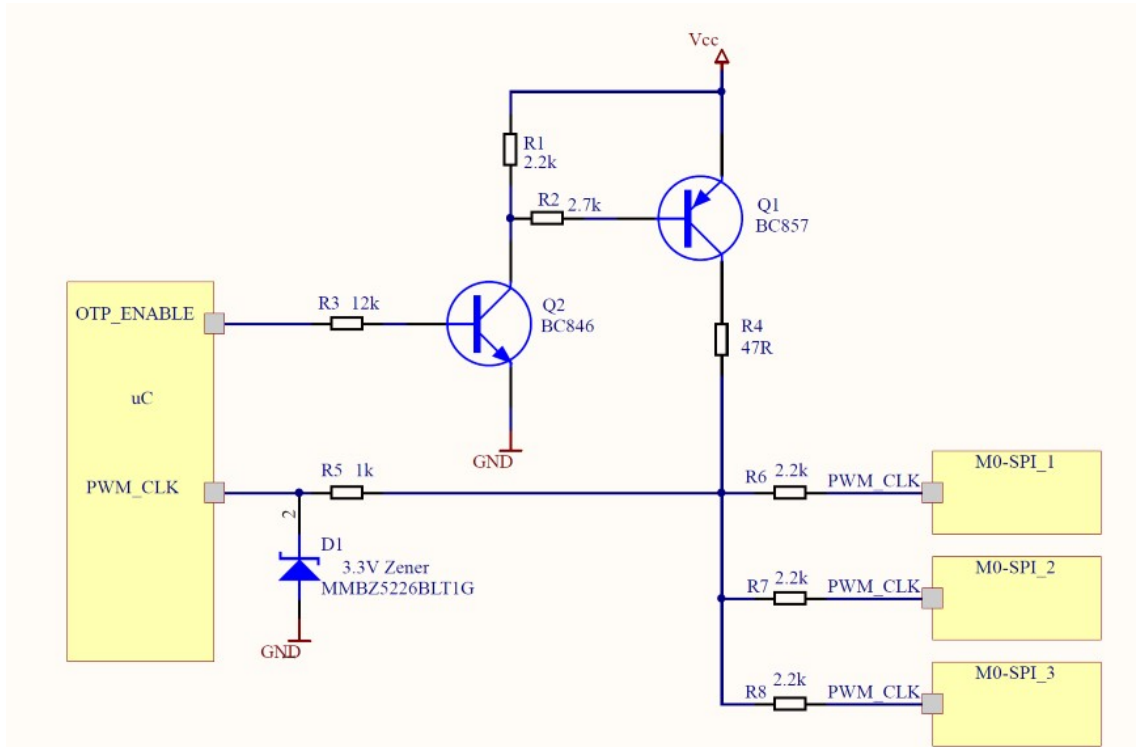 Vcc
R1
2.2k
R2 2.7k
Q1
BC857
OTP_ENABLE
R3 12k
Q2
BC846
R4
47R
uC
GND
PWM_CLK
R5 1k
2
D1
3.3V Zener
MMBZ5226BLT1G
GND
M0-SPI_1
R6 2.2k
PWM_CLK
M0-SPI_2
R7 2.2k
PWM_CLK
M0-SPI_3
R8 2.2k
PWM_CLK